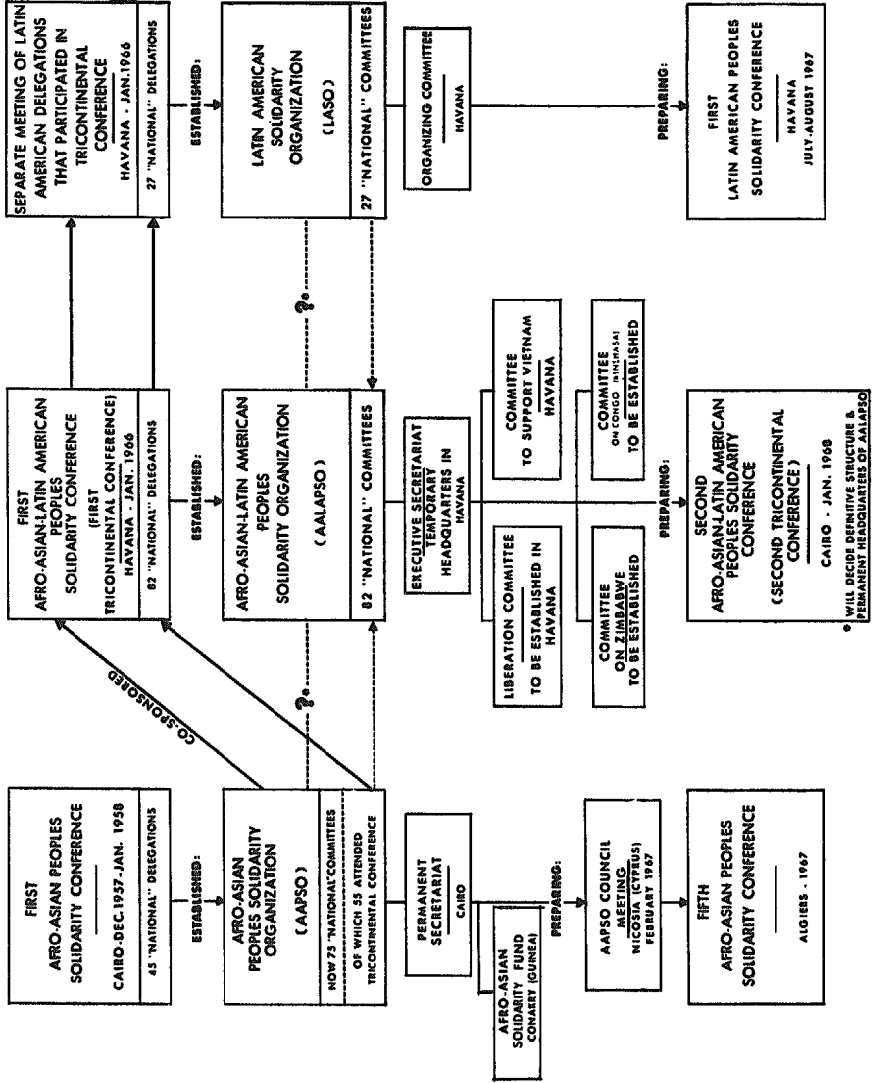 FIRST
AFRO-ASIAN PEOPLES
SOLIDARITY CONFERENCE
CAIRO-DEC.1957-JAN. 1958
45 "NATIONAL" DELEGATIONS
ESTABLISHED:
AFRO-ASIAN
PEOPLES SOLIDARITY
ORGANIZATION
(AAPSO)
NOW 75 "NATIONAL" COMMITTEES
OF WHICH 55 ATTENDED
TRICONTINENTAL CONFERENCE
PERMANENT
SECRETARIAT
CAIRO
AFRO-ASIAN
SOLIDARITY FUND
CONAKRY (GUINEA)
PREPARING:
AAPSO COUNCIL
MEETING
NICOSIA (CYPRUS)
FEBRUARY 1967
FIFTH
AFRO-ASIAN PEOPLES
SOLIDARITY CONFERENCE
ALGIERS - 1967
CO-SPONSORED
?*
FIRST
AFRO-ASIAN-LATIN AMERICAN
PEOPLES
SOLIDARITY CONFERENCE
(FIRST
TRICONTINENTAL CONFERENCE)
HAVANA - JAN. 1966
82 "NATIONAL" DELEGATIONS
ESTABLISHED:
AFRO-ASIAN-LATIN AMERICAN
PEOPLES
SOLIDARITY ORGANIZATION
(AALAPSO)
82 "NATIONAL" COMMITTEES
EXECUTIVE SECRETARIAT
TEMPORARY
HEADQUARTERS IN
HAVANA
LIBERATION COMMITTEE
TO BE ESTABLISHED IN
HAVANA
COMMITTEE
TO SUPPORT VIETNAM
HAVANA
COMMITTEE
ON ZIMBABWE
TO BE ESTABLISHED
COMMITTEE
ON CONGO (KINSHASA)
TO BE ESTABLISHED
PREPARING:
SECOND
AFRO-ASIAN-LATIN AMERICAN
PEOPLES SOLIDARITY
CONFERENCE
(SECOND TRICONTINENTAL
CONFERENCE)
CAIRO - JAN. 1968
* WILL DECIDE DEFINITIVE STRUCTURE &
PERMANENT HEADQUARTERS OF AALAPSO
?*
SEPARATE MEETING OF LATIN
AMERICAN DELEGATIONS
THAT PARTICIPATED IN
TRICONTINENTAL
CONFERENCE
HAVANA - JAN.1966
27 "NATIONAL" DELEGATIONS
ESTABLISHED:
LATIN AMERICAN
SOLIDARITY
ORGANIZATION
(LASO)
27 "NATIONAL" COMMITTEES
ORGANIZING COMMITTEE
HAVANA
PREPARING:
FIRST
LATIN AMERICAN PEOPLES
SOLIDARITY CONFERENCE
HAVANA
JULY-AUGUST 1967